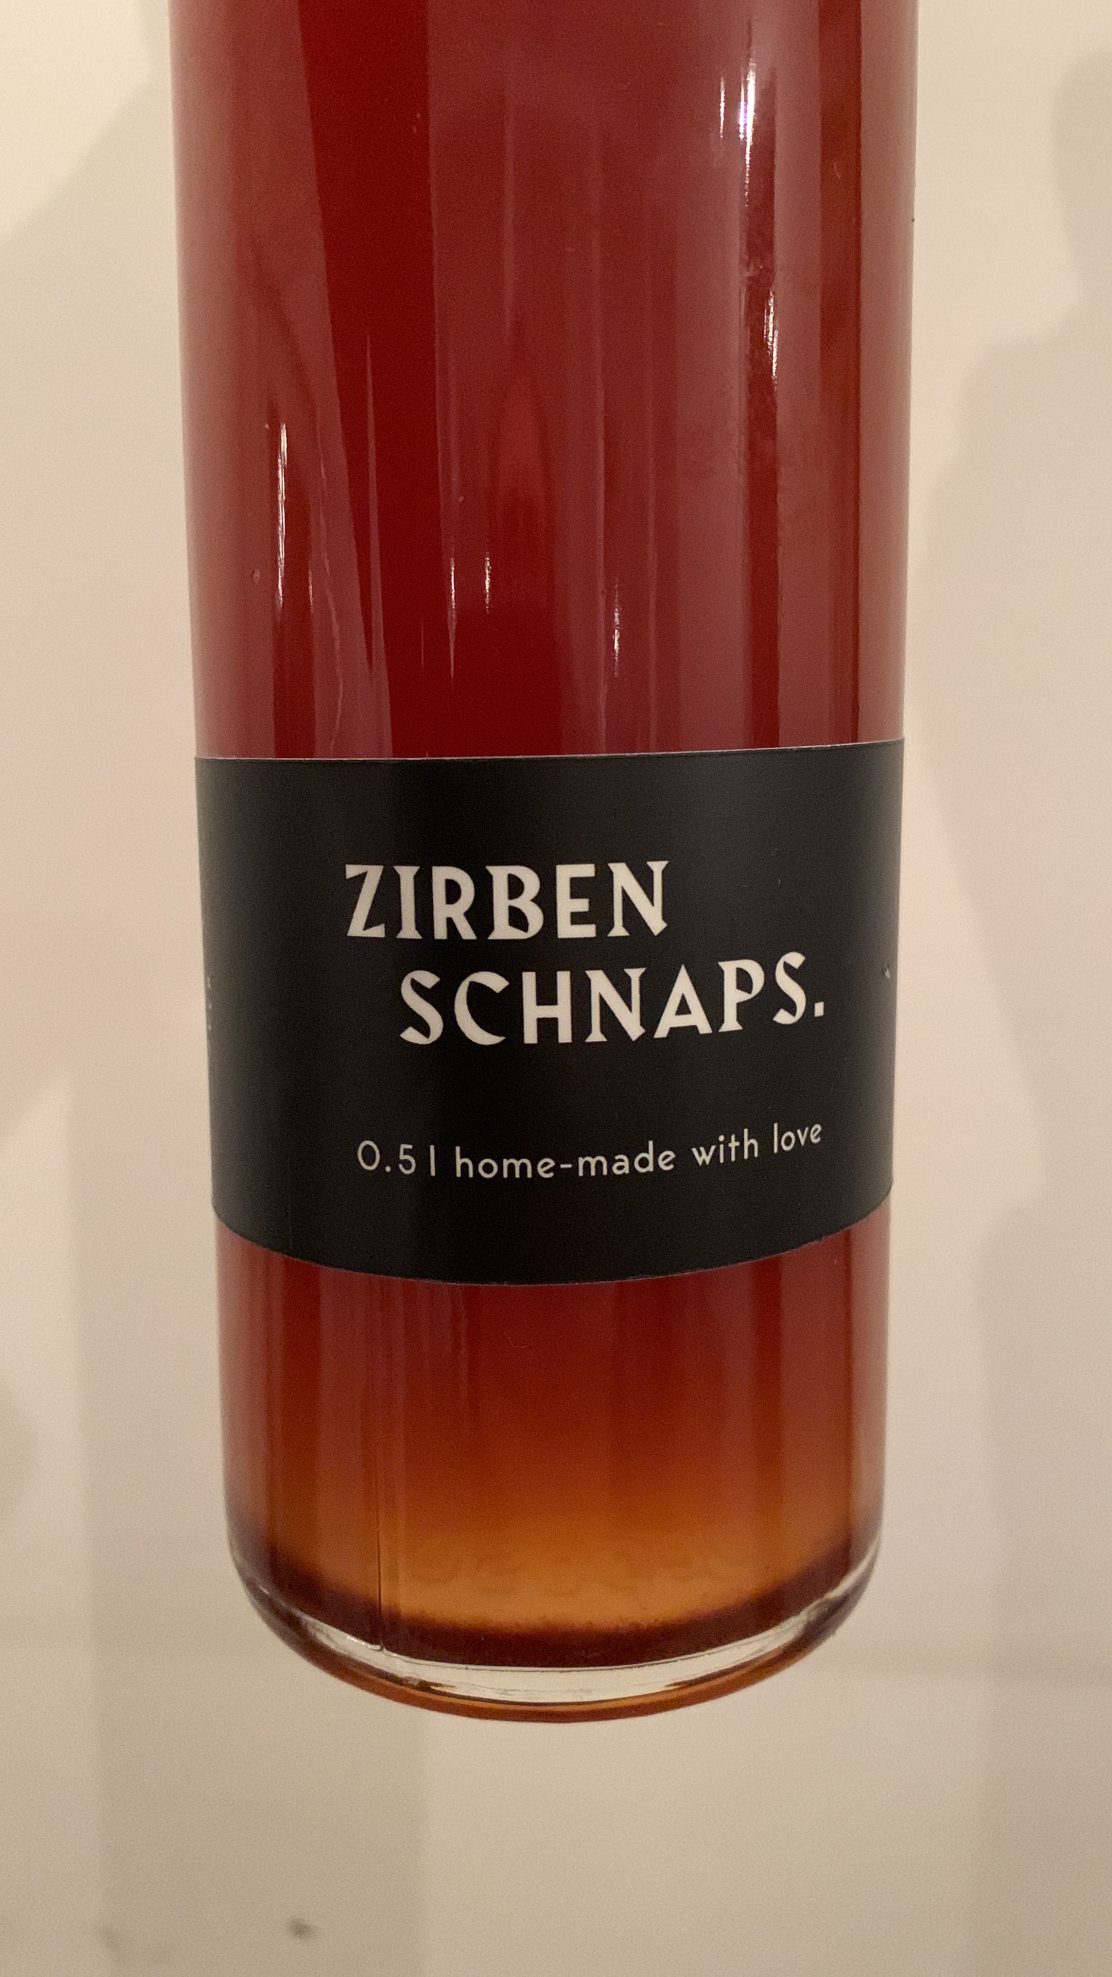 ZIRBEN
SCHNAPS.
0.5 l home-made with love